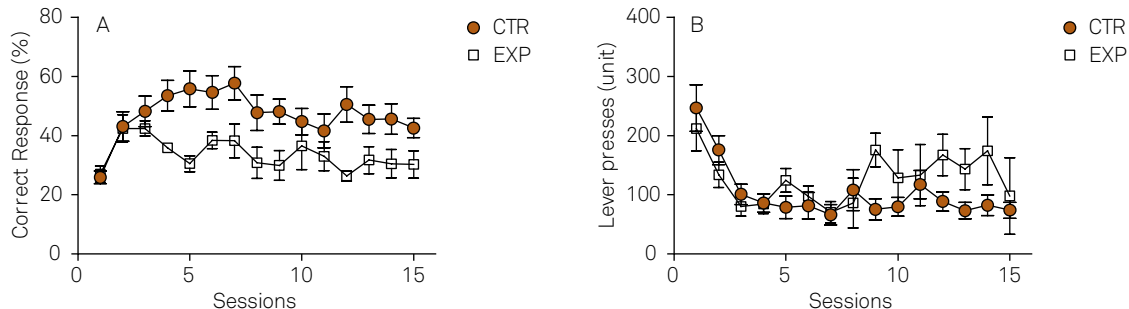 A
CTR
EXP
Correct Response (%)
80
60
40
20
0
0
5
10
15
Sessions
B
CTR
EXP
Lever presses (unit)
400
300
200
100
0
0
5
10
15
Sessions